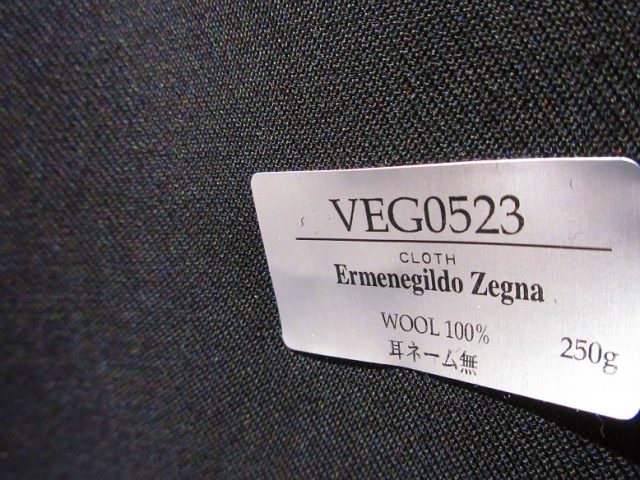 VEG0523
CLOTH
Ermenegildo Zegna
WOOL 100%
耳ネーム無
250g